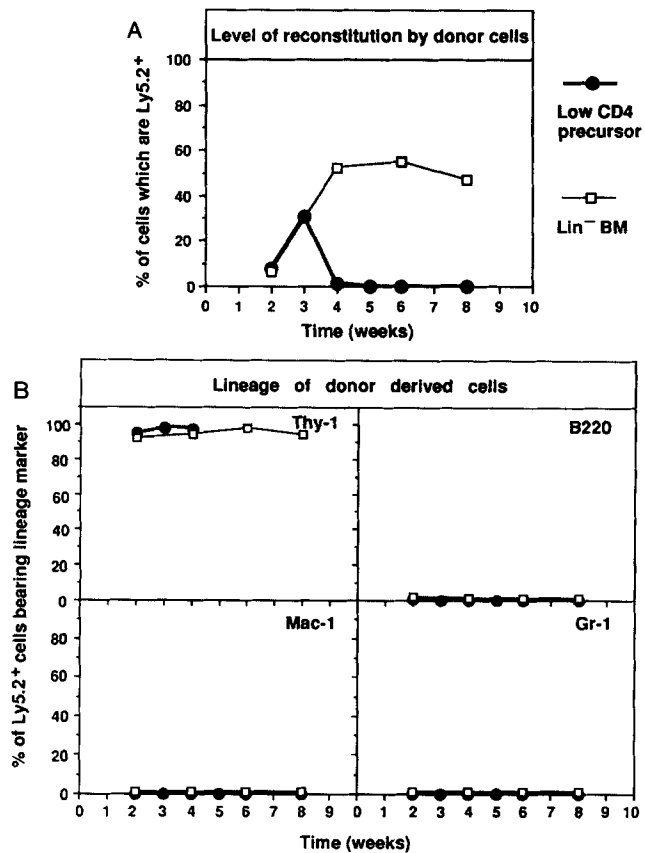 A
Level of reconstitution by donor cells
% of cells which are Ly5.2+
100
80
60
40
20
0
0 1 2 3 4 5 6 7 8 9 10
Time (weeks)
Low CD4
precursor
Lin− BM
B
Lineage of donor derived cells
% of Ly5.2+ cells bearing lineage marker
100
80
60
40
20
0
Thy-1
B220
80
60
40
20
0
Mac-1
Gr-1
0 1 2 3 4 5 6 7 8 9 0 1 2 3 4 5 6 7 8 9 10
Time (weeks)